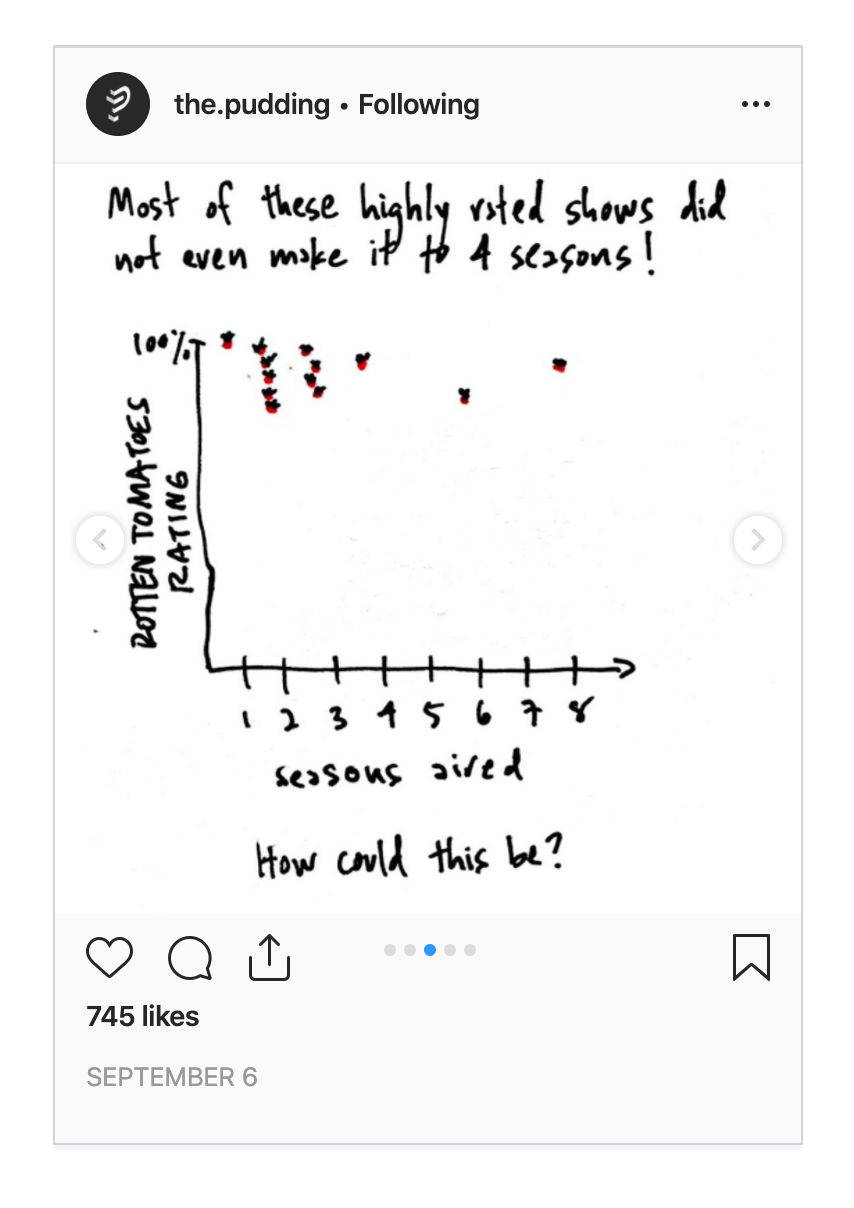 the.pudding • Following
Most of these highly rated shows did
not even make it to 4 seasons!
100%
ROTTEN TOMATOES
RATING
1 2 3 4 5 6 7 8
seasons aired
How could this be?
745 likes
SEPTEMBER 6